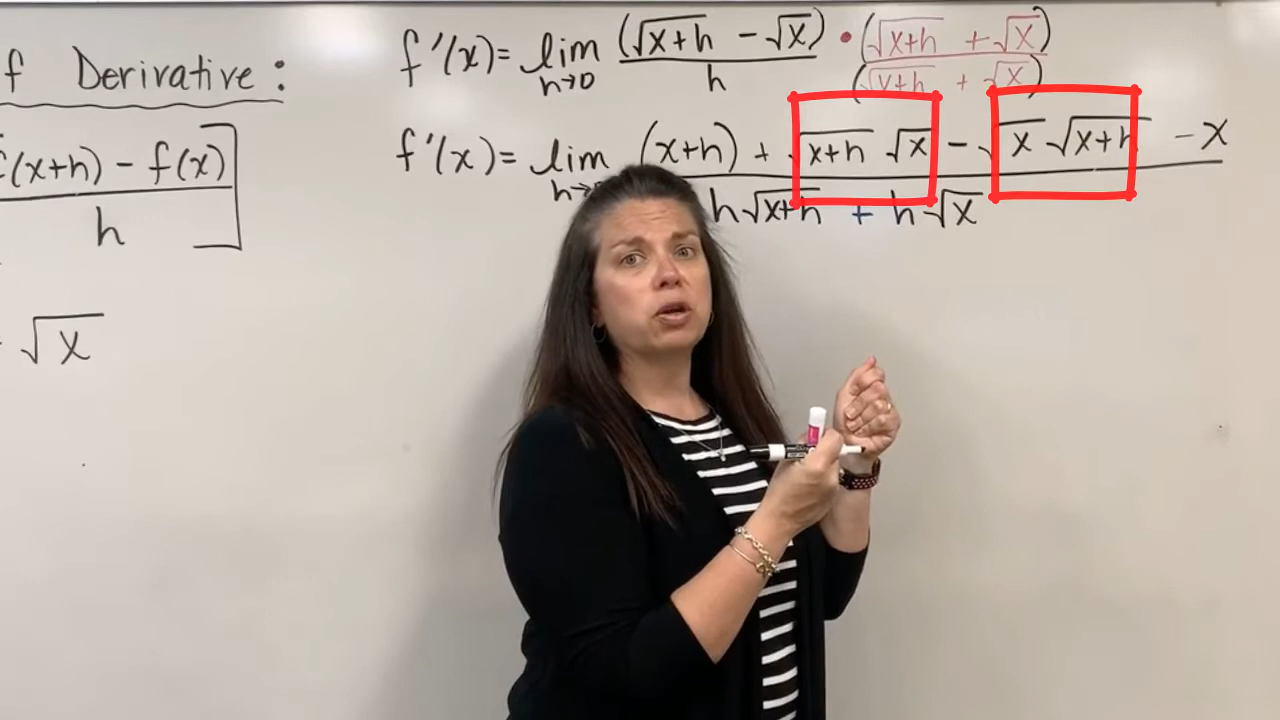 f Derivative :
f(x+h) - f(x)
h
√x
f'(x) = lim h→0 (√x+h - √x) / h • (√x+h + √x) / (√x+h + √x)
f'(x) = lim h→ (x+h) + √x+h √x - √x √x+h - x
h√x+h + h√x